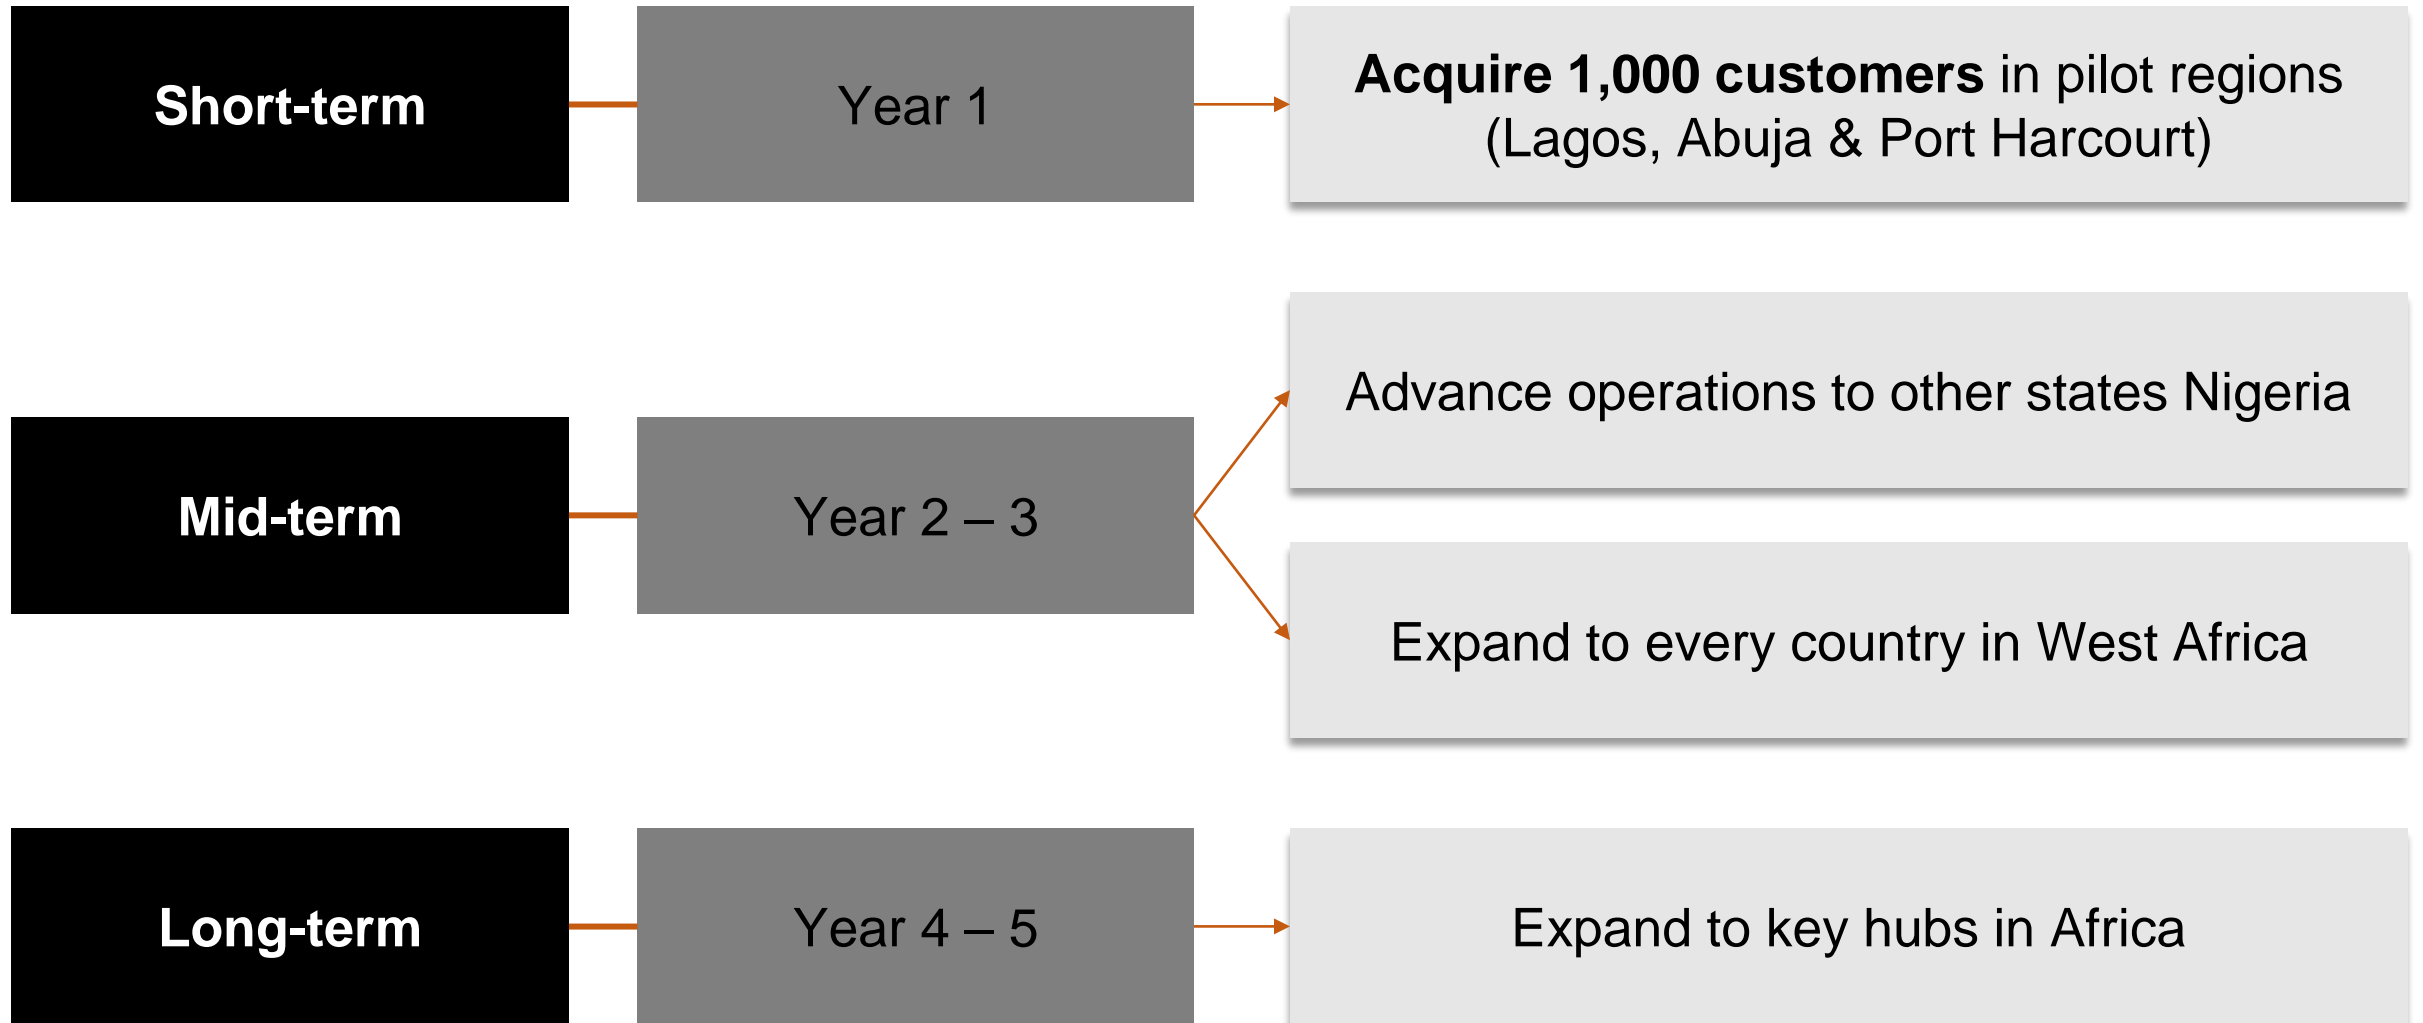 Short-term
Year 1
Acquire 1,000 customers in pilot regions
(Lagos, Abuja & Port Harcourt)
Mid-term
Year 2 – 3
Advance operations to other states Nigeria
Expand to every country in West Africa
Long-term
Year 4 – 5
Expand to key hubs in Africa